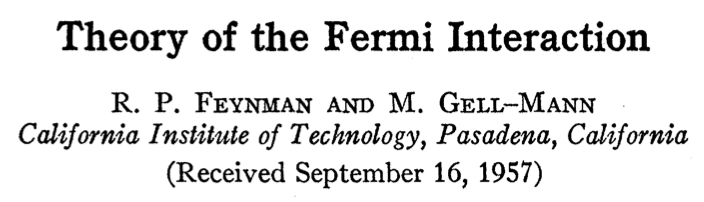 Theory of the Fermi Interaction
R. P. FEYNMAN AND M. GELL-MANN
California Institute of Technology, Pasadena, California
(Received September 16, 1957)